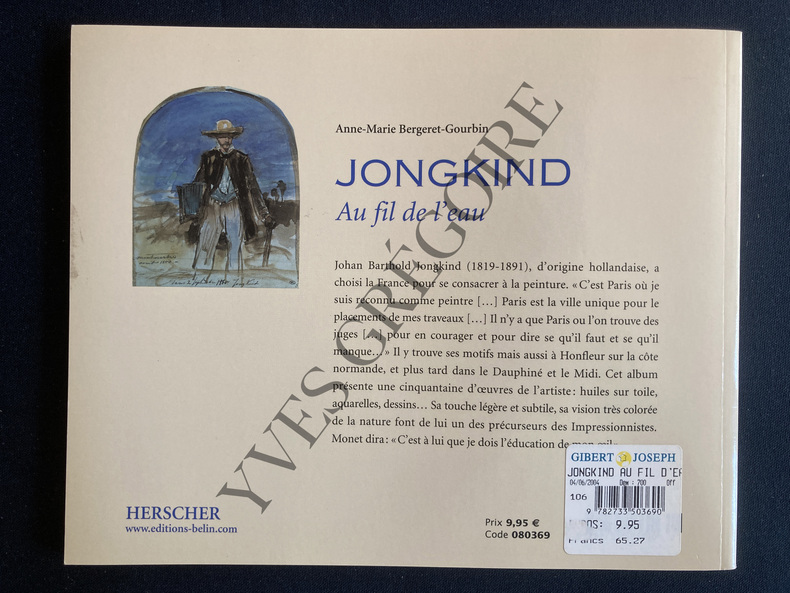 Anne-Marie Bergeret-Gourbin
JONGKIND
Au fil de l'eau
Johan Barthold Jongkind (1819-1891), d'origine hollandaise, a
choisi la France pour se consacrer à la peinture. « C'est Paris où je
suis reconnu comme peintre […] Paris est la ville unique pour le
placements de mes traveaux […] Il n'y a que Paris ou l'on trouve des
juges […] pour en courager et pour dire se qu'il faut et se qu'il
manque… » Il y trouve ses motifs mais aussi à Honfleur sur la côte
normande, et plus tard dans le Dauphiné et le Midi. Cet album
présente une cinquantaine d'œuvres de l'artiste : huiles sur toile,
aquarelles, dessins… Sa touche légère et subtile, sa vision très colorée
de la nature font de lui un des précurseurs des Impressionnistes.
Monet dira : « C'est à lui que je dois l'éducation de mon œil »
YVES GRÉGOIRE
GIBERT JOSEPH
JONGKIND AU FIL D'EA
04/06/2004 Dew : 700 Off
106
9 782733 503690
9.95
Francs 65.27
HERSCHER
www.editions-belin.com
Prix 9,95 €
Code 080369